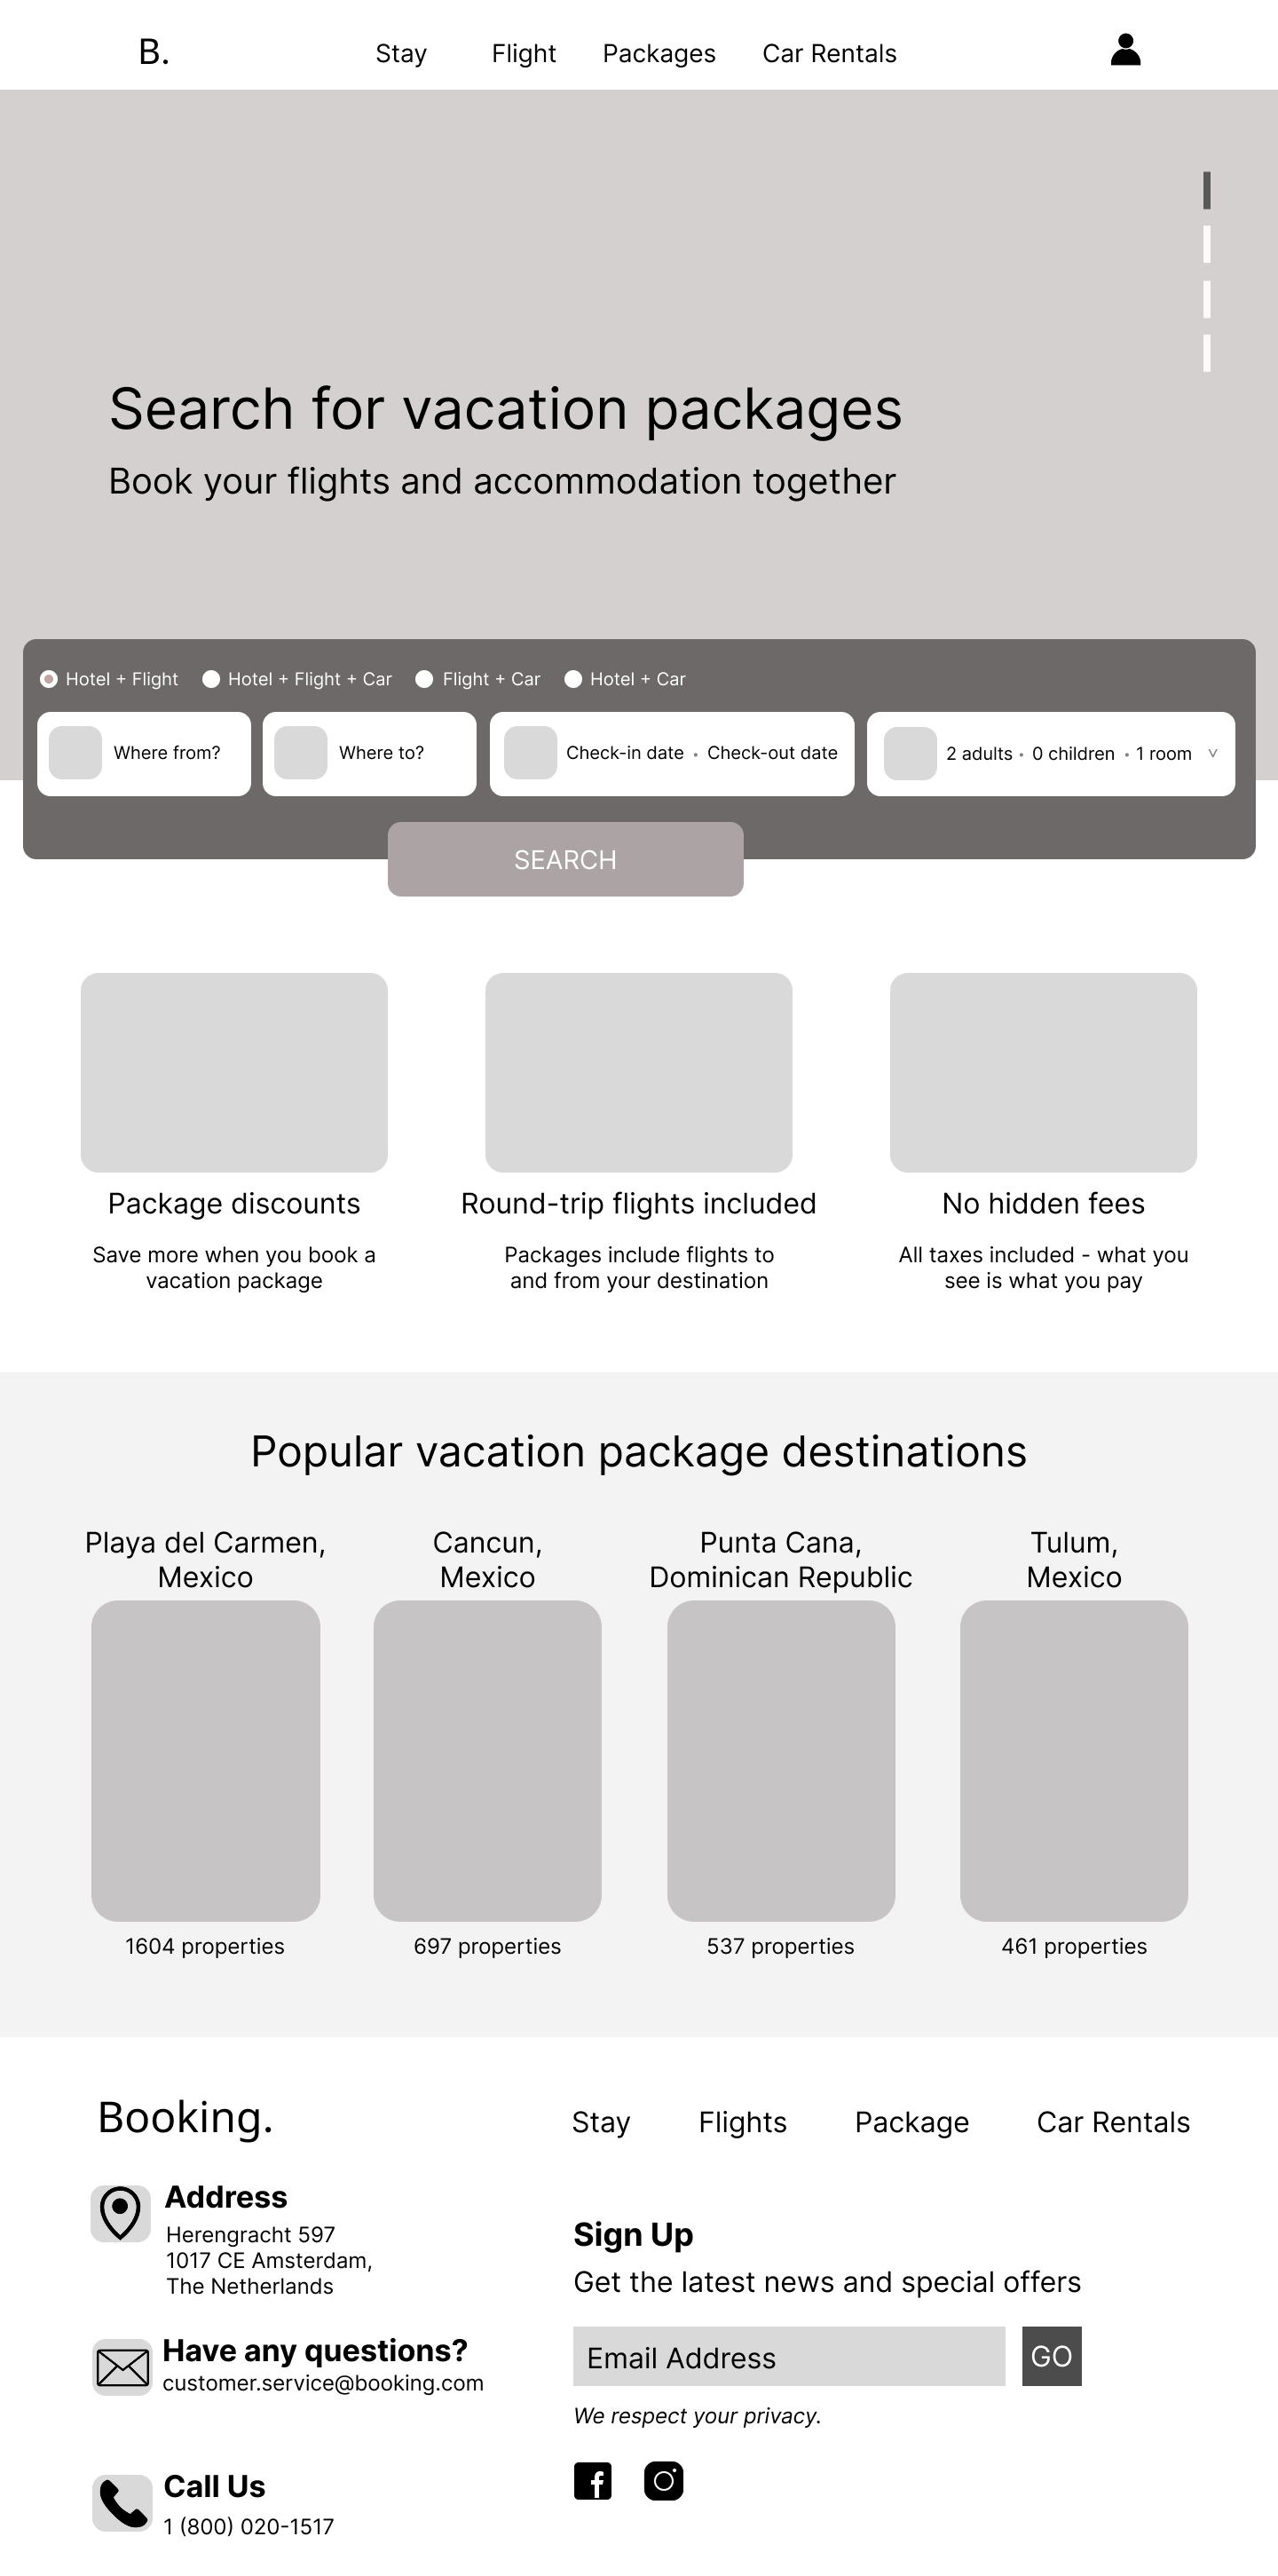 B.
Stay Flight Packages Car Rentals
Search for vacation packages
Book your flights and accommodation together
Hotel + Flight Hotel + Flight + Car Flight + Car Hotel + Car
Where from? Where to? Check-in date • Check-out date 2 adults • 0 children • 1 room
SEARCH
Package discounts
Save more when you book a
vacation package
Round-trip flights included
Packages include flights to
and from your destination
No hidden fees
All taxes included - what you
see is what you pay
Popular vacation package destinations
Playa del Carmen,
Mexico
1604 properties
Cancun,
Mexico
697 properties
Punta Cana,
Dominican Republic
537 properties
Tulum,
Mexico
461 properties
Booking.
Stay Flights Package Car Rentals
Address
Herengracht 597
1017 CE Amsterdam,
The Netherlands
Have any questions?
customer.service@booking.com
Call Us
1 (800) 020-1517
Sign Up
Get the latest news and special offers
Email Address GO
We respect your privacy.